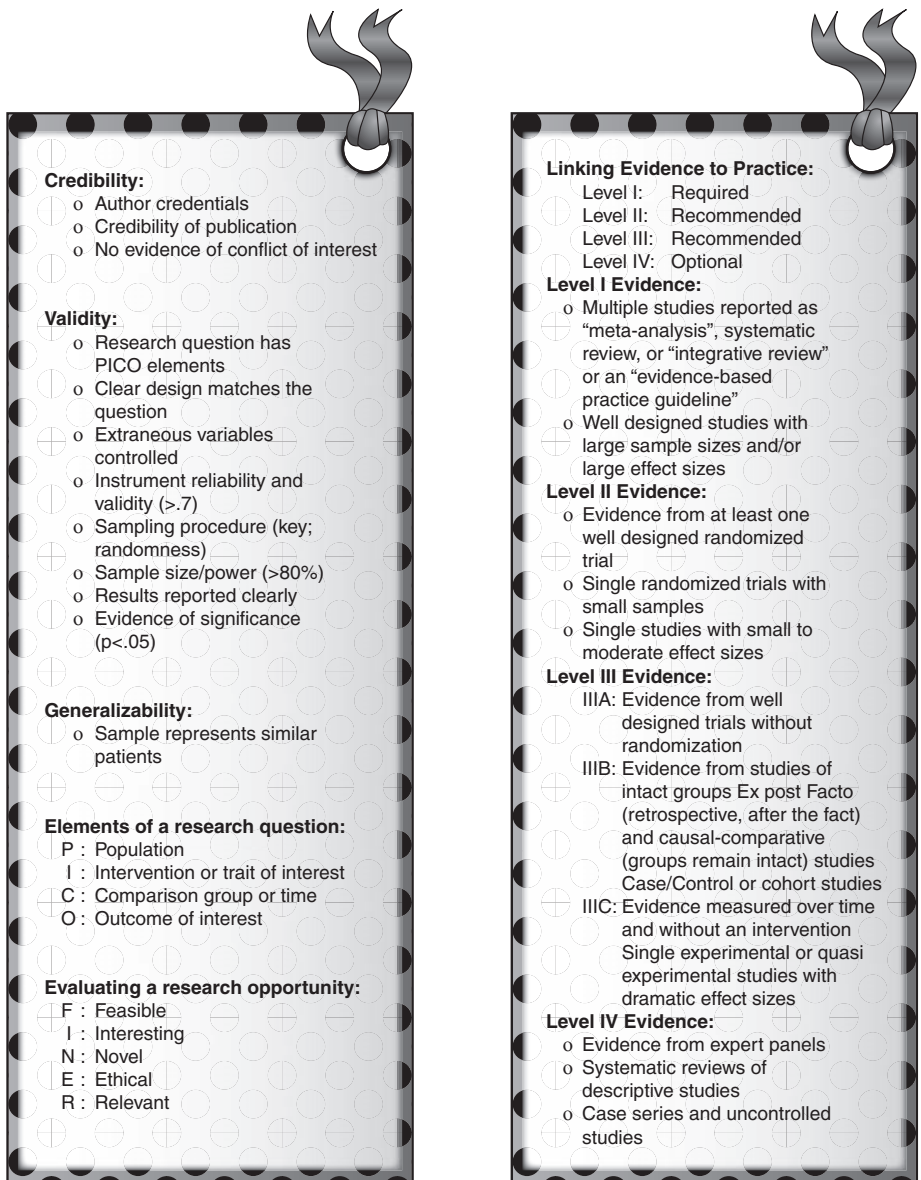 Credibility:
o Author credentials
o Credibility of publication
o No evidence of conflict of interest
Validity:
o Research question has
PICO elements
o Clear design matches the
question
o Extraneous variables
controlled
o Instrument reliability and
validity (>.7)
o Sampling procedure (key;
randomness)
o Sample size/power (>80%)
o Results reported clearly
o Evidence of significance
(p<.05)
Generalizability:
o Sample represents similar
patients
Elements of a research question:
P : Population
I : Intervention or trait of interest
C : Comparison group or time
O : Outcome of interest
Evaluating a research opportunity:
F : Feasible
I : Interesting
N : Novel
E : Ethical
R : Relevant
Linking Evidence to Practice:
Level I: Required
Level II: Recommended
Level III: Recommended
Level IV: Optional
Level I Evidence:
o Multiple studies reported as
“meta-analysis”, systematic
review, or “integrative review”
or an “evidence-based
practice guideline”
o Well designed studies with
large sample sizes and/or
large effect sizes
Level II Evidence:
o Evidence from at least one
well designed randomized
trial
o Single randomized trials with
small samples
o Single studies with small to
moderate effect sizes
Level III Evidence:
IIIA: Evidence from well
designed trials without
randomization
IIIB: Evidence from studies of
intact groups Ex post Facto
(retrospective, after the fact)
and causal-comparative
(groups remain intact) studies
Case/Control or cohort studies
IIIC: Evidence measured over time
and without an intervention
Single experimental or quasi
experimental studies with
dramatic effect sizes
Level IV Evidence:
o Evidence from expert panels
o Systematic reviews of
descriptive studies
o Case series and uncontrolled
studies